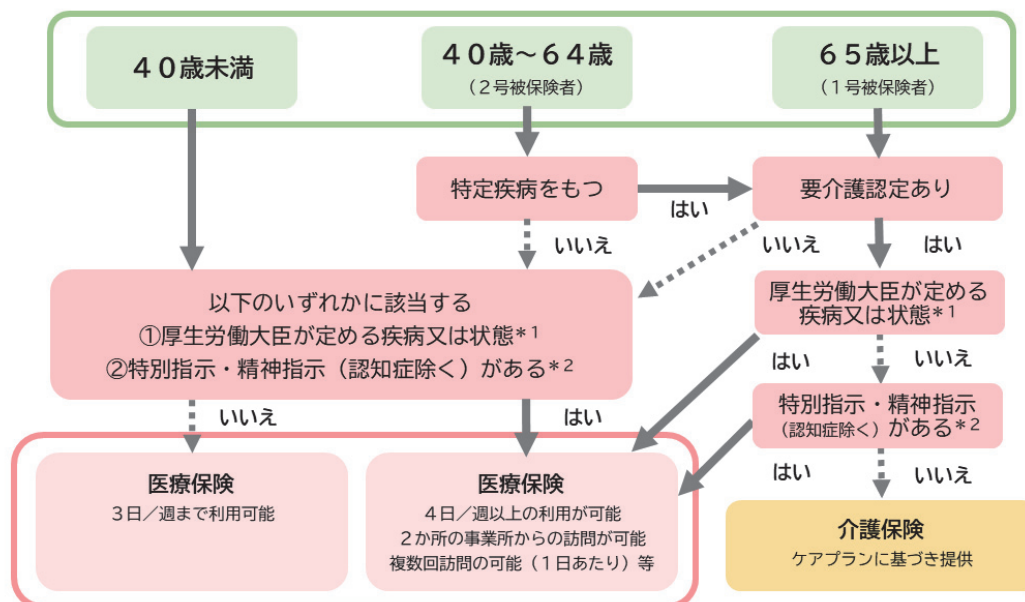 ４０歳未満
４０歳～６４歳
（２号被保険者）
６５歳以上
（１号被保険者）
特定疾病をもつ
はい
要介護認定あり
いいえ
いいえ
はい
以下のいずれかに該当する
①厚生労働大臣が定める疾病又は状態*1
②特別指示・精神指示（認知症除く）がある*2
厚生労働大臣が定める
疾病又は状態*1
はい
いいえ
いいえ
はい
特別指示・精神指示
（認知症除く）がある*2
はい
いいえ
医療保険
３日／週まで利用可能
医療保険
４日／週以上の利用が可能
２か所の事業所からの訪問が可能
複数回訪問の可能（１日あたり）等
介護保険
ケアプランに基づき提供